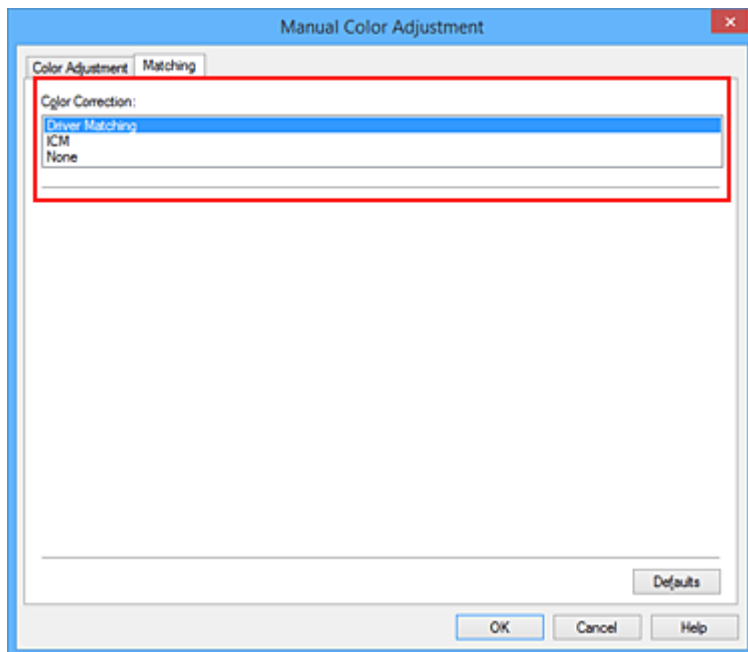 Manual Color Adjustment
Color Adjustment Matching
Color Correction:
Driver Matching
ICM
None
Defaults
OK Cancel Help